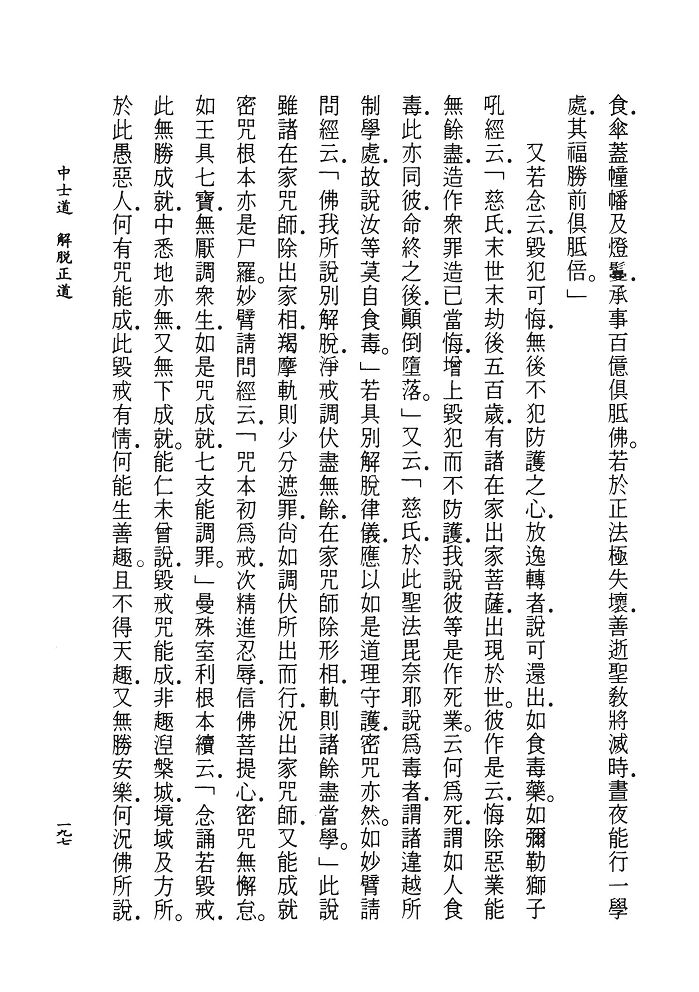 食．傘蓋幢幡及燈鬘．承事百億俱胝佛。若於正法極失壞．善逝聖教將滅時．晝夜能行一學
處．其福勝前俱胝倍。」
又若念云．毀犯可悔．無後不犯防護之心．放逸轉者．說可還出．如食毒藥。如彌勒獅子
吼經云．「慈氏．末世末劫後五百歲．有諸在家出家菩薩．出現於世。彼作是云．悔除惡業能
無餘盡．造作衆罪．造已當悔．增上毀犯而不防護．我說彼等是作死業。云何爲死．謂如人食
毒．此亦同彼．命終之後．顚倒墮落。」又云．「慈氏．於此聖法毘奈耶說爲毒者．謂諸違越所
制學處．故說汝等莫自食毒。」若具別解脫律儀．應以如是道理守護．密咒亦然。如妙臂請
問經云．「佛我所說別解脫．淨戒調伏盡無餘．在家咒師除形相．軌則諸餘盡當學。」此說
雖諸在家咒師．除出家相．羯摩軌則少分遮罪．尙如調伏所出而行．況出家咒師．又能成就
密咒根本亦是尸羅。妙臂請問經云．「咒本初爲戒．次精進忍辱．信佛菩提心．密咒無懈怠。
如王具七寶．無厭調衆生．如是咒成就．七支能調罪。」曼殊室利根本續云．「念誦若毀戒．
此無勝成就．中悉地亦無．又無下成就。能仁未曾說．毀戒咒能成．非趣涅槃城．境域及方所。
於此愚惡人．何有咒能成．此毀戒有情．何能生善趣。且不得天趣．又無勝安樂．何況佛所說．
中士道　解脫正道
一九七